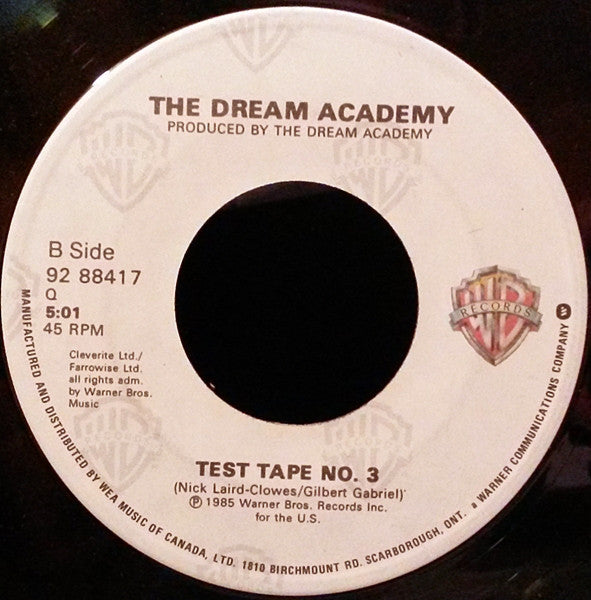 THE DREAM ACADEMY
PRODUCED BY THE DREAM ACADEMY
B Side
92 88417
Q
5:01
45 RPM
Cleverite Ltd./
Farrowise Ltd.
all rights adm.
by Warner Bros.
Music
WB
RECORDS
TEST TAPE NO. 3
(Nick Laird-Clowes/Gilbert Gabriel)
℗ 1985 Warner Bros. Records Inc.
for the U.S.
MANUFACTURED AND DISTRIBUTED BY WEA MUSIC OF CANADA, LTD. 1810 BIRCHMOUNT RD. SCARBOROUGH, ONT. a WARNER COMMUNICATIONS COMPANY